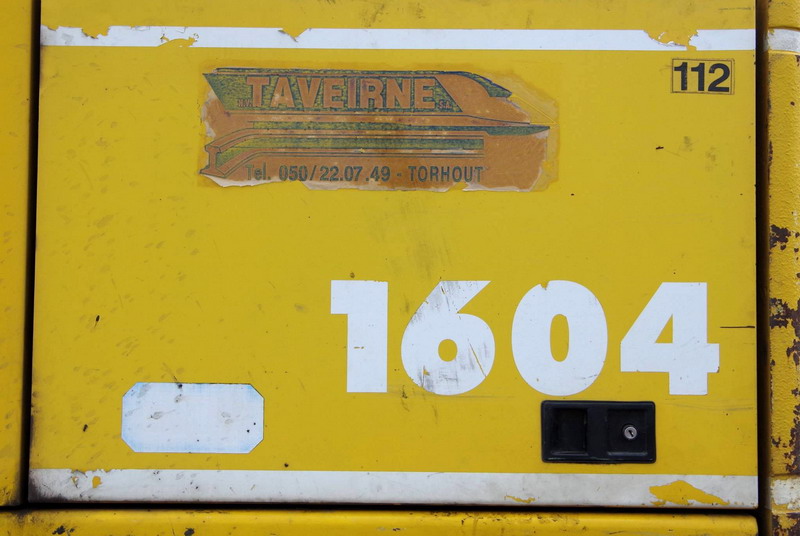 N.V. TAVEIRNE S.A.
Tel. 050/22.07.49 - TORHOUT
112
1604